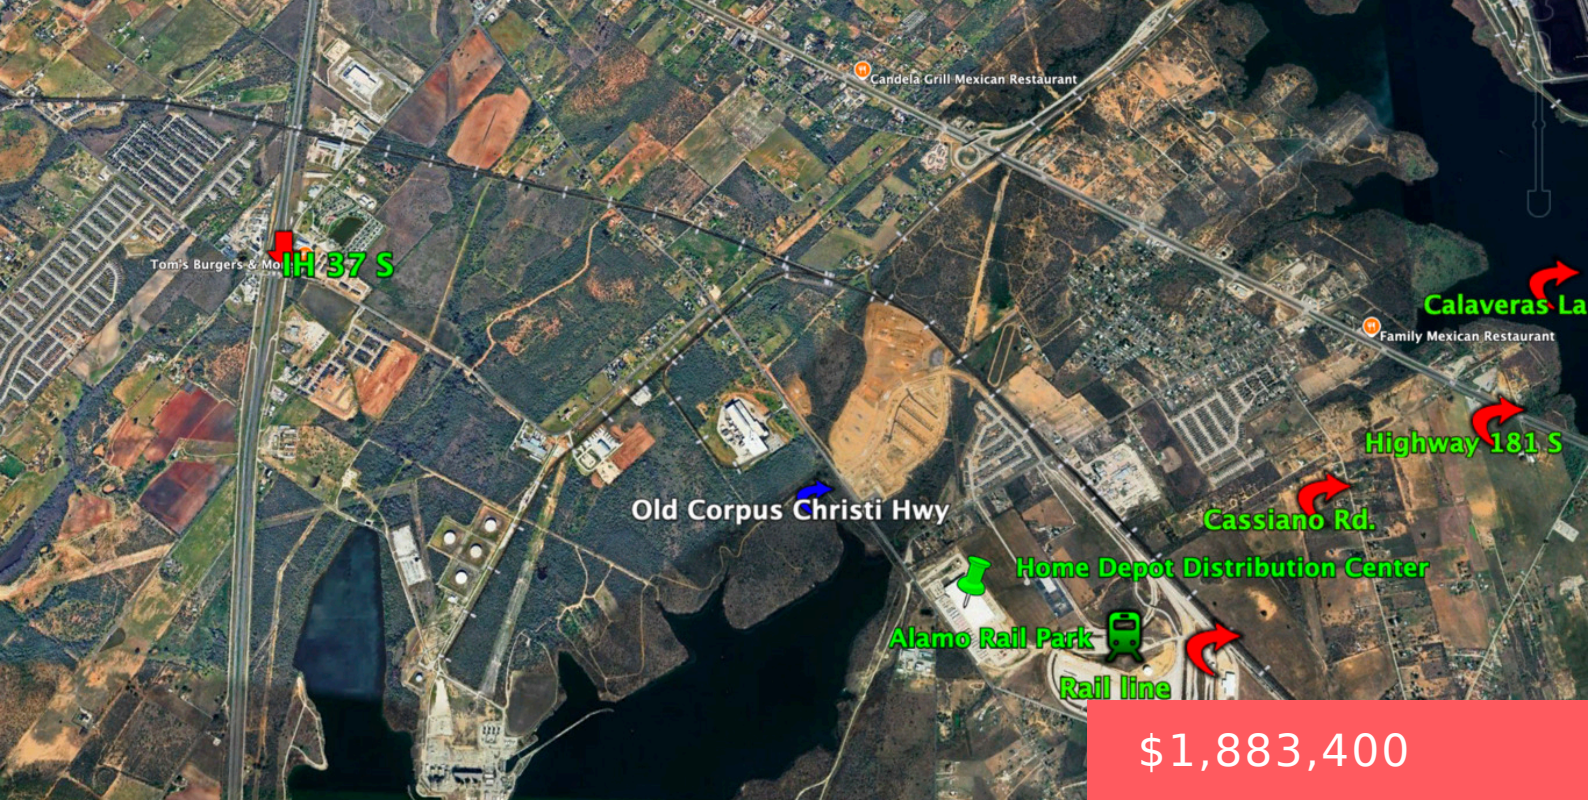 Candela Grill Mexican Restaurant
Tom's Burgers & Mo
IH 37 S
Calaveras La
Family Mexican Restaurant
Highway 181 S
Old Corpus Christi Hwy
Cassiano Rd.
Home Depot Distribution Center
Alamo Rail Park
Rail line
$1,883,400